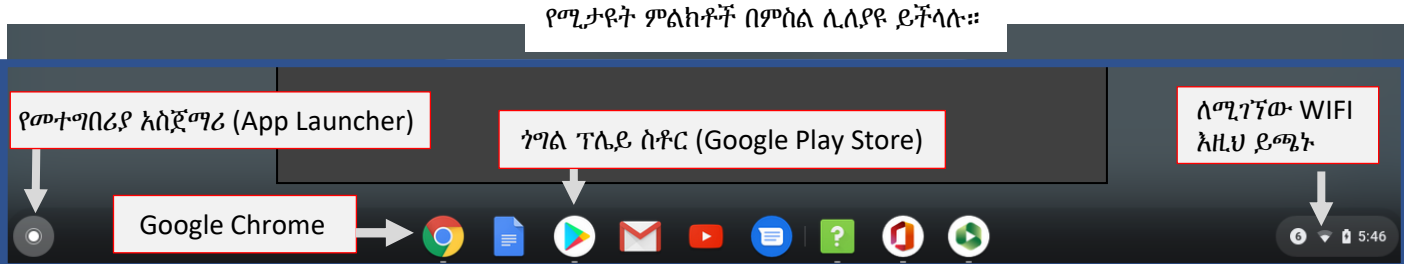 የሚታዩት ምልክቶች በምስል ሊለያዩ ይችላሉ።
የመተግበሪያ አስጀማሪ (App Launcher)
ጎግል ፕሌይ ስቶር (Google Play Store)
ለሚገኘው WIFI
እዚህ ይጫኑ
Google Chrome
6 5:46